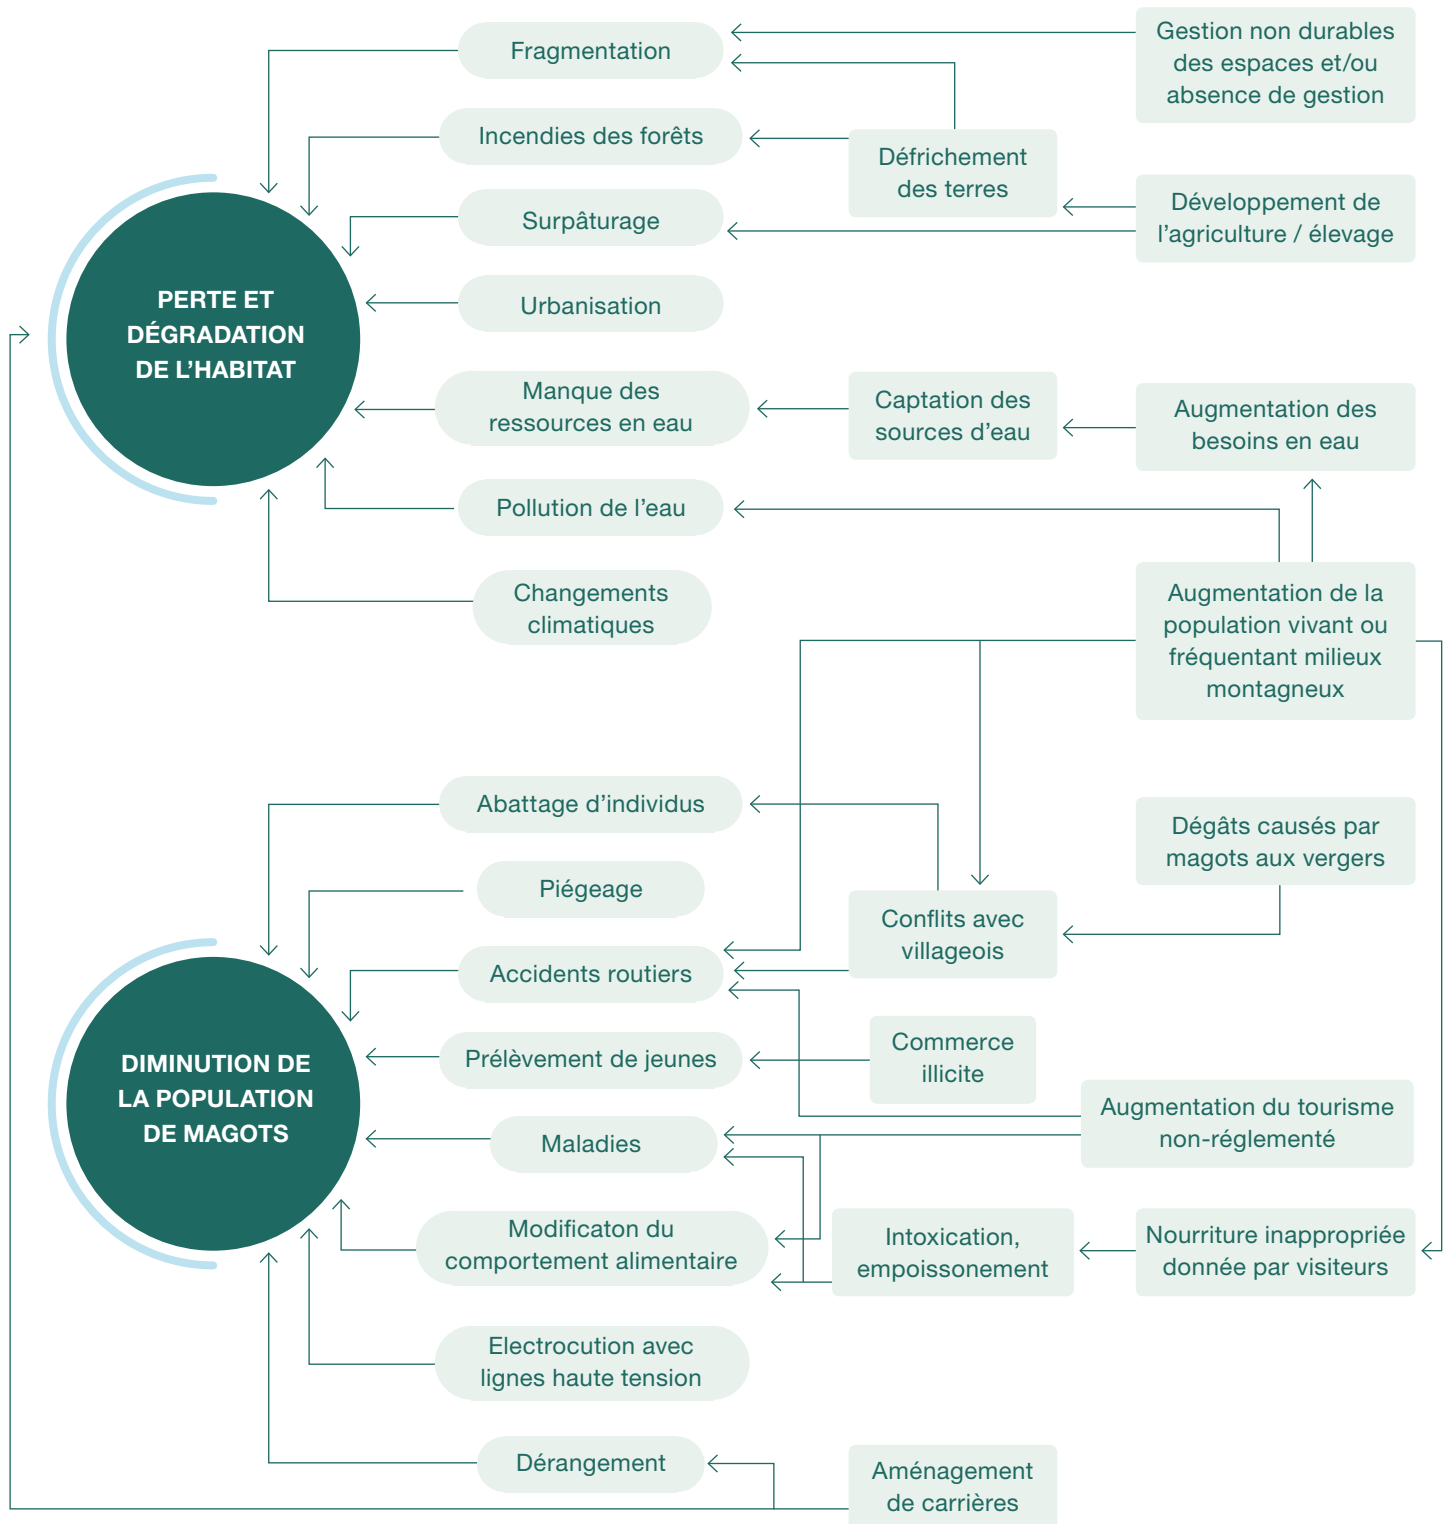 Gestion non durables
des espaces et/ou
absence de gestion
Fragmentation
Incendies des forêts
Défrichement
des terres
Surpâturage
Développement de
l'agriculture / élevage
Urbanisation
PERTE ET
DÉGRADATION
DE L'HABITAT
Manque des
ressources en eau
Captation des
sources d'eau
Augmentation des
besoins en eau
Pollution de l'eau
Changements
climatiques
Augmentation de la
population vivant ou
fréquentant milieux
montagneux
Abattage d'individus
Dégâts causés par
magots aux vergers
Piégeage
Conflits avec
villageois
Accidents routiers
Prélèvement de jeunes
Commerce
illicite
DIMINUTION DE
LA POPULATION
DE MAGOTS
Augmentation du tourisme
non-réglementé
Maladies
Modificaton du
comportement alimentaire
Intoxication,
empoissonement
Nourriture inappropriée
donnée par visiteurs
Electrocution avec
lignes haute tension
Dérangement
Aménagement
de carrières